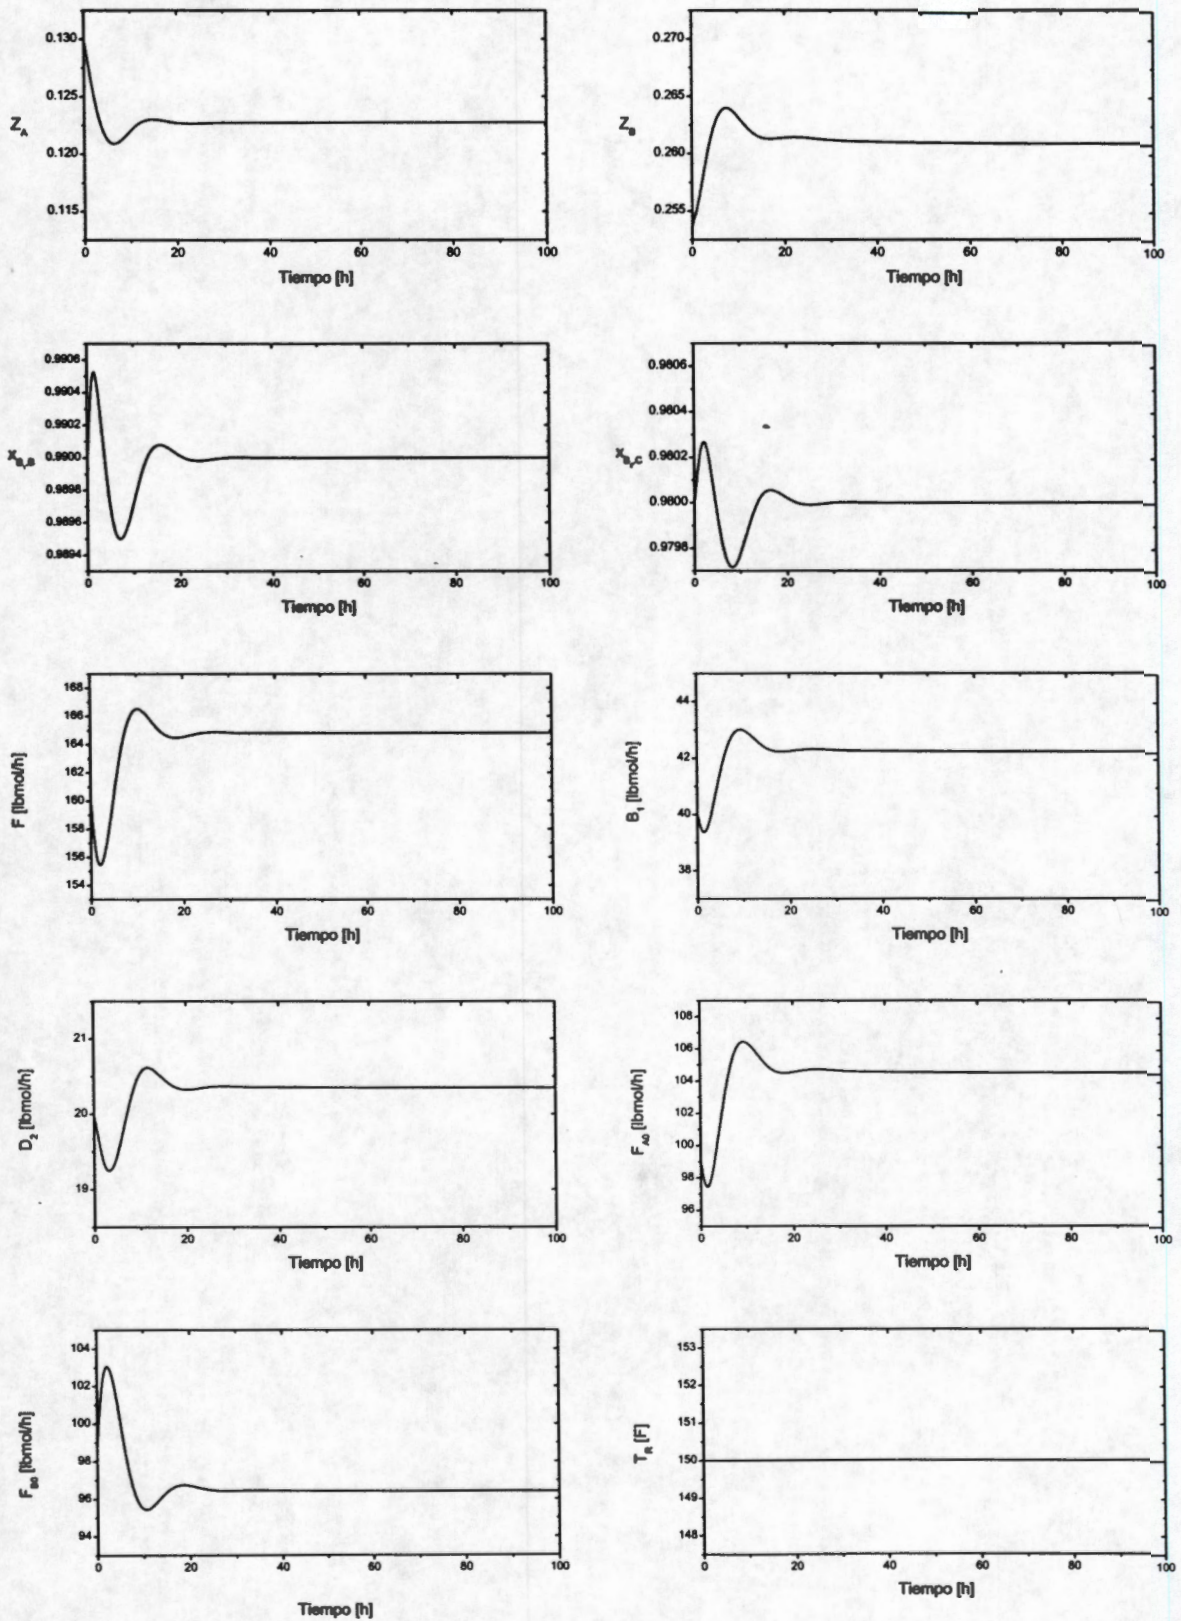 0.130
0.125
Z_A
0.120
0.115
0 20 40 60 80 100
Tiempo [h]
0.270
0.265
Z_B
0.260
0.255
0 20 40 60 80 100
Tiempo [h]
0.9906
0.9904
0.9902
X_B,B
0.9900
0.9898
0.9896
0.9894
0 20 40 60 80 100
Tiempo [h]
0.9806
0.9804
X_B,C
0.9802
0.9800
0.9798
0 20 40 60 80 100
Tiempo [h]
168
166
164
162
F [lbmol/h]
160
158
156
154
0 20 40 60 80 100
Tiempo [h]
44
42
B_1 [lbmol/h]
40
38
0 20 40 60 80 100
Tiempo [h]
21
D_2 [lbmol/h]
20
19
0 20 40 60 80 100
Tiempo [h]
108
106
104
102
F_A0 [lbmol/h]
100
98
96
0 20 40 60 80 100
Tiempo [h]
104
102
100
F_B0 [lbmol/h]
98
96
94
0 20 40 60 80 100
Tiempo [h]
153
152
151
T_R [F]
150
149
148
0 20 40 60 80 100
Tiempo [h]